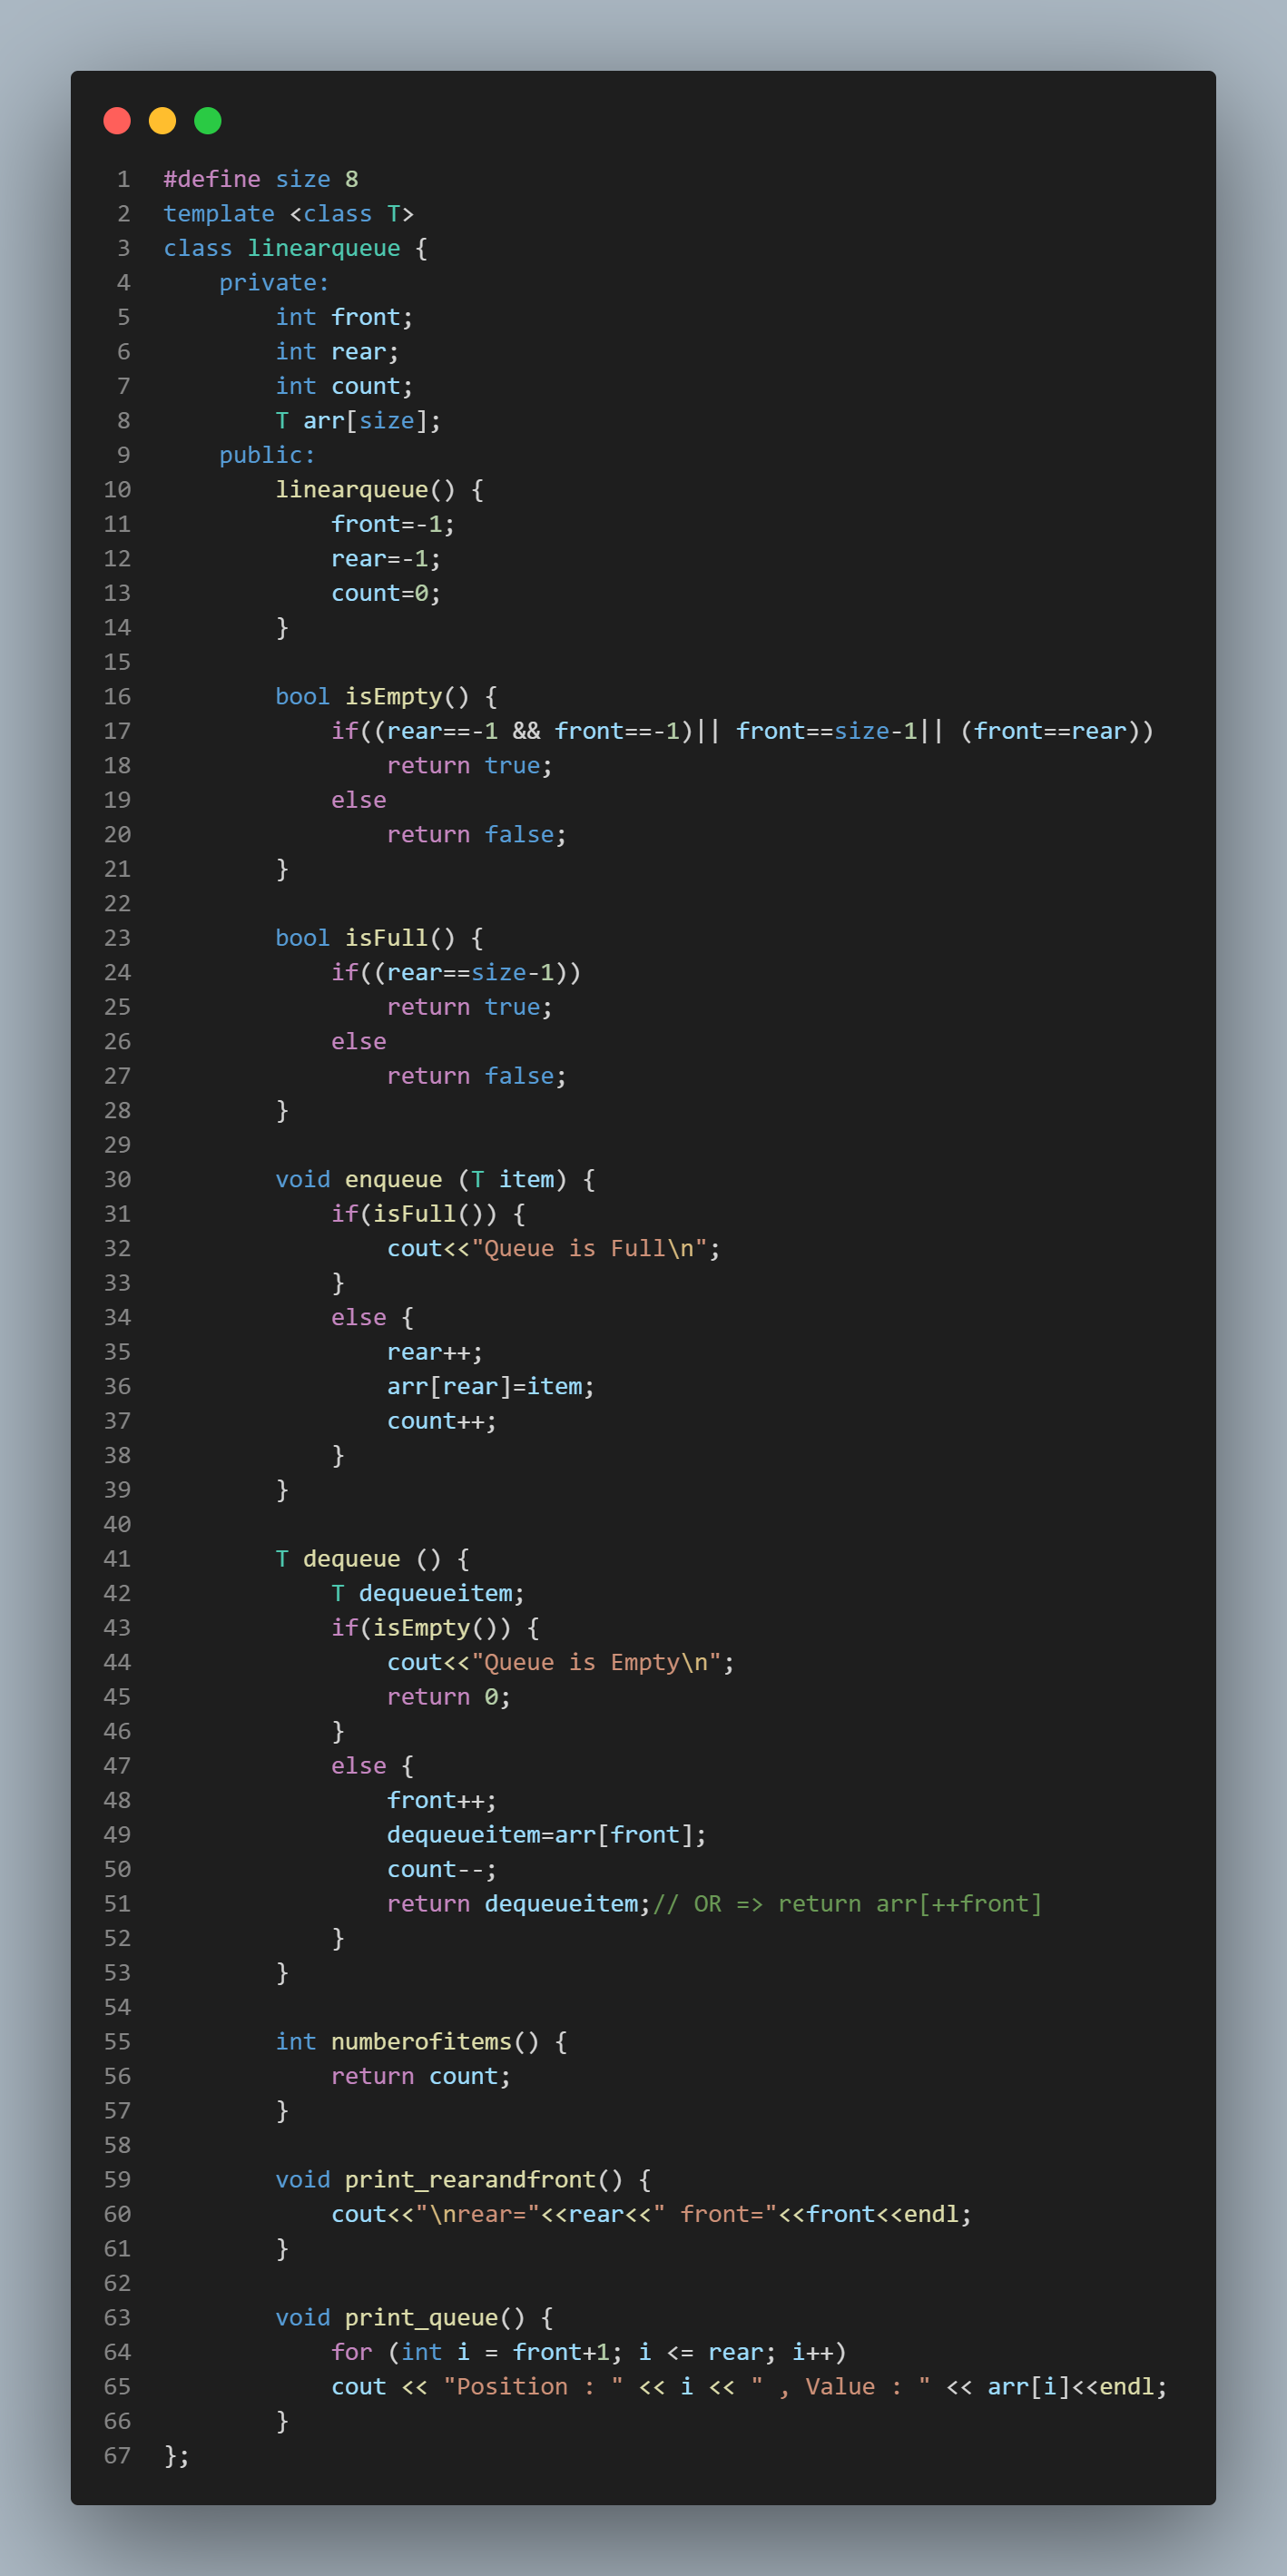 1 #define size 8
2 template <class T>
3 class linearqueue {
4     private:
5         int front;
6         int rear;
7         int count;
8         T arr[size];
9     public:
10         linearqueue() {
11             front=-1;
12             rear=-1;
13             count=0;
14         }
15
16         bool isEmpty() {
17             if((rear==-1 && front==-1)|| front==size-1|| (front==rear))
18                 return true;
19             else
20                 return false;
21         }
22
23         bool isFull() {
24             if((rear==size-1))
25                 return true;
26             else
27                 return false;
28         }
29
30         void enqueue (T item) {
31             if(isFull()) {
32                 cout<<"Queue is Full\n";
33             }
34             else {
35                 rear++;
36                 arr[rear]=item;
37                 count++;
38             }
39         }
40
41         T dequeue () {
42             T dequeueitem;
43             if(isEmpty()) {
44                 cout<<"Queue is Empty\n";
45                 return 0;
46             }
47             else {
48                 front++;
49                 dequeueitem=arr[front];
50                 count--;
51                 return dequeueitem;// OR => return arr[++front]
52             }
53         }
54
55         int numberofitems() {
56             return count;
57         }
58
59         void print_rearandfront() {
60             cout<<"\nrear="<<rear<<" front="<<front<<endl;
61         }
62
63         void print_queue() {
64             for (int i = front+1; i <= rear; i++)
65             cout << "Position : " << i << " , Value : " << arr[i]<<endl;
66         }
67 };